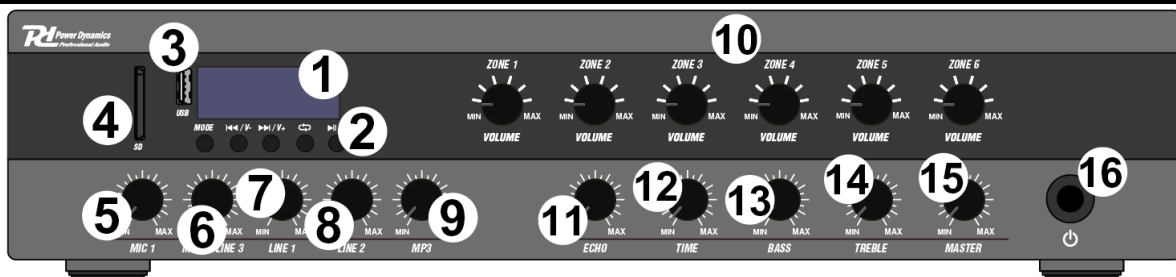 PD Power Dynamics
Professional Audio
3
1
10
4
USB
SD
MODE
/ V-
/ V+
2
ZONE 1 ZONE 2 ZONE 3 ZONE 4 ZONE 5 ZONE 6
MIN MAX MIN MAX MIN MAX MIN MAX MIN MAX MIN MAX
VOLUME VOLUME VOLUME VOLUME VOLUME VOLUME
5 6 7 8 9 11 12 13 14 15 16
MAX MIN MIN MAX MIN MAX MIN MAX MIN MAX MIN MAX MIN MAX
MIC 1 LINE 3 LINE 1 LINE 2 MP3 ECHO TIME BASS TREBLE MASTER